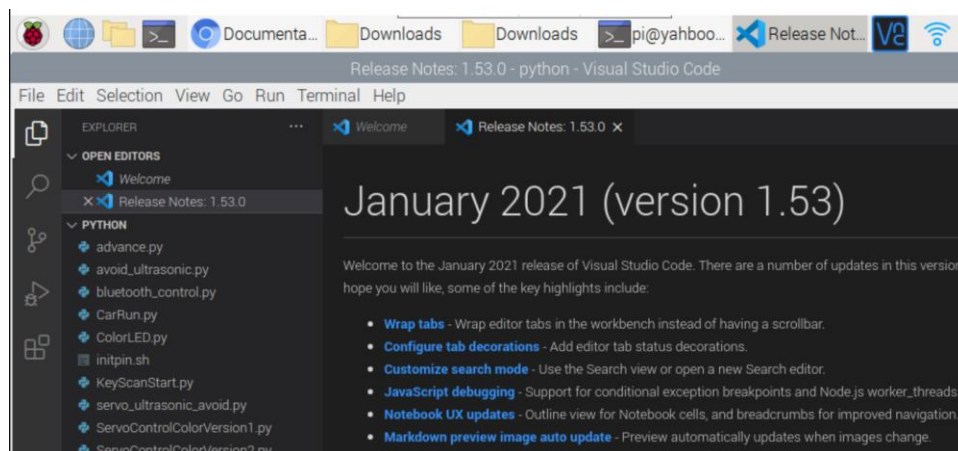 Documenta...
Downloads
Downloads
pi@yahboo...
Release Not...
Release Notes: 1.53.0 - python - Visual Studio Code
File Edit Selection View Go Run Terminal Help
EXPLORER
OPEN EDITORS
Welcome
Release Notes: 1.53.0
PYTHON
advance.py
avoid_ultrasonic.py
bluetooth_control.py
CarRun.py
ColorLED.py
initpin.sh
KeyScanStart.py
servo_ultrasonic_avoid.py
ServoControlColorVersion1.py
ServoControlColorVersion2.py
Welcome
Release Notes: 1.53.0
January 2021 (version 1.53)
Welcome to the January 2021 release of Visual Studio Code. There are a number of updates in this version
hope you will like, some of the key highlights include:
Wrap tabs - Wrap editor tabs in the workbench instead of having a scrollbar.
Configure tab decorations - Add editor tab status decorations.
Customize search mode - Use the Search view or open a new Search editor.
JavaScript debugging - Support for conditional exception breakpoints and Node.js worker_threads
Notebook UX updates - Outline view for Notebook cells, and breadcrumbs for improved navigation.
Markdown preview image auto update - Preview automatically updates when images change.